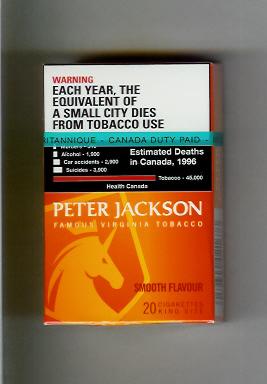 WARNING
EACH YEAR, THE
EQUIVALENT OF
A SMALL CITY DIES
FROM TOBACCO USE
BRITANNIQUE - CANADA DUTY PAID -
Estimated Deaths
in Canada, 1996
Alcohol - 1,900
Car accidents - 2,900
Suicides - 3,900
Tobacco - 45,000
Health Canada
PETER JACKSON
FAMOUS VIRGINIA TOBACCO
SMOOTH FLAVOUR
20 CIGARETTES
KING SIZE